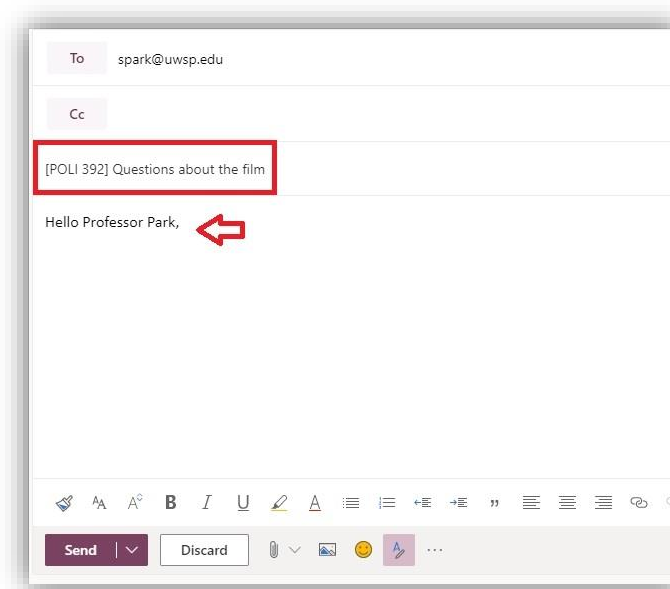 To spark@uwsp.edu
Cc
[POLI 392] Questions about the film
Hello Professor Park,
Send Discard